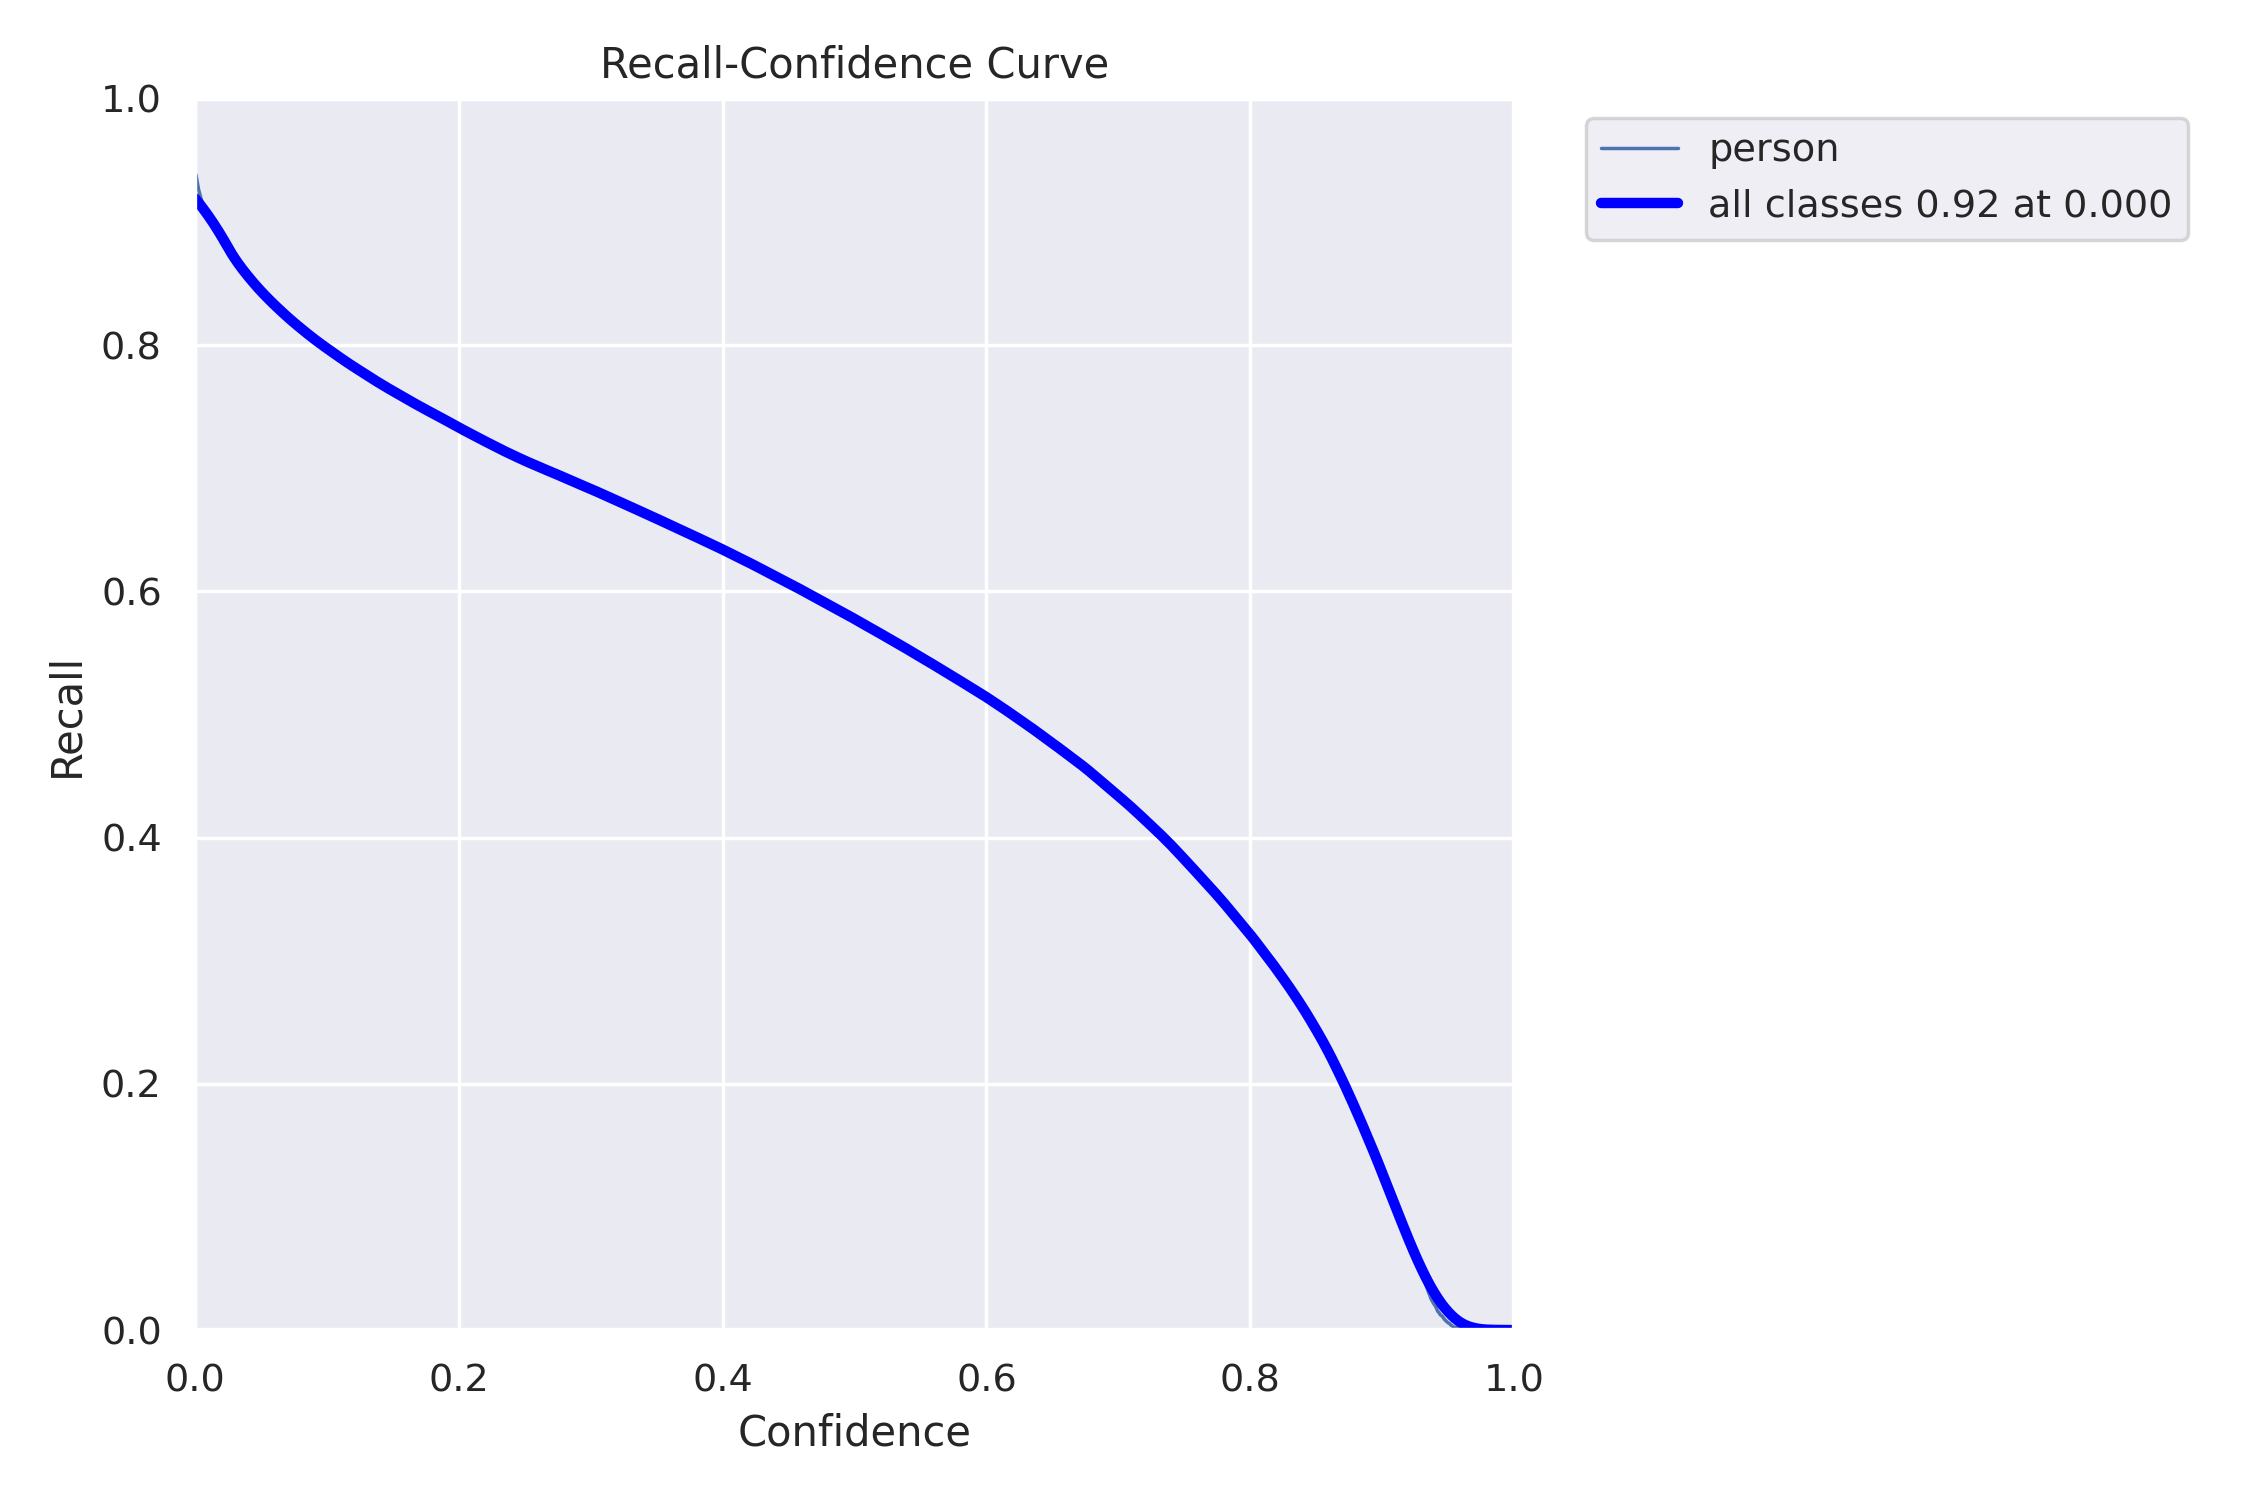 Recall-Confidence Curve
1.0
0.8
0.6
0.4
0.2
0.0
Recall
0.0 0.2 0.4 0.6 0.8 1.0
Confidence
person
all classes 0.92 at 0.000